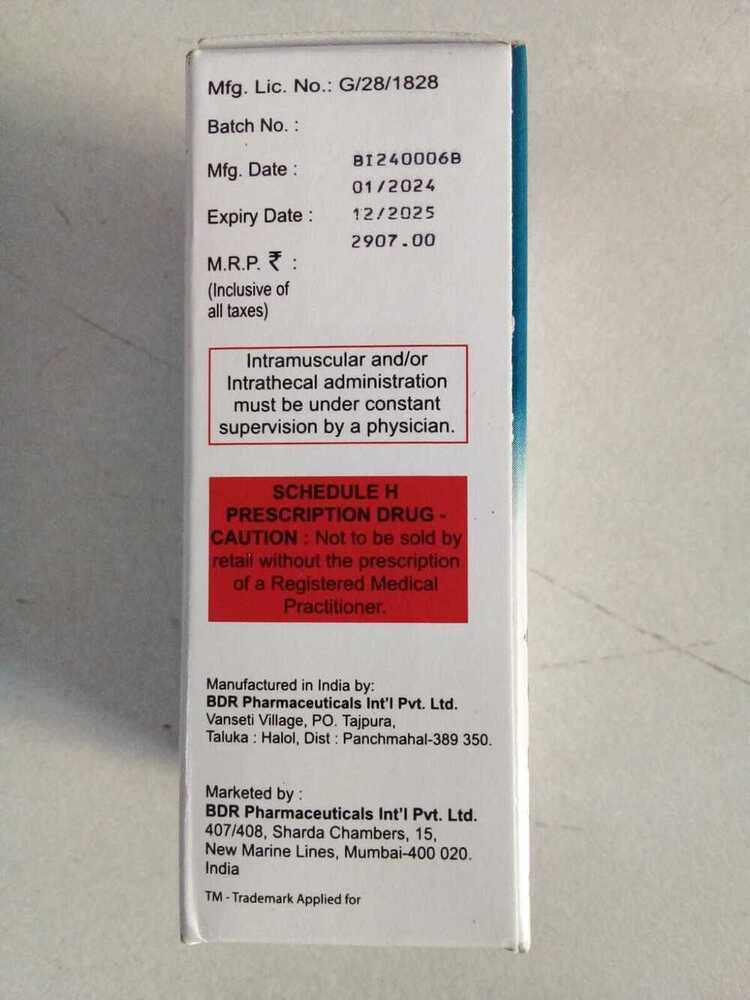 Mfg. Lic. No.: G/28/1828
Batch No. :
BI240006B
Mfg. Date :
01/2024
Expiry Date :
12/2025
2907.00
M.R.P. ₹ :
(Inclusive of
all taxes)
Intramuscular and/or
Intrathecal administration
must be under constant
supervision by a physician.
SCHEDULE H
PRESCRIPTION DRUG -
CAUTION : Not to be sold by
retail without the prescription
of a Registered Medical
Practitioner.
Manufactured in India by:
BDR Pharmaceuticals Int'l Pvt. Ltd.
Vanseti Village, PO. Tajpura,
Taluka : Halol, Dist : Panchmahal-389 350.
Marketed by :
BDR Pharmaceuticals Int'l Pvt. Ltd.
407/408, Sharda Chambers, 15,
New Marine Lines, Mumbai-400 020.
India
TM - Trademark Applied for